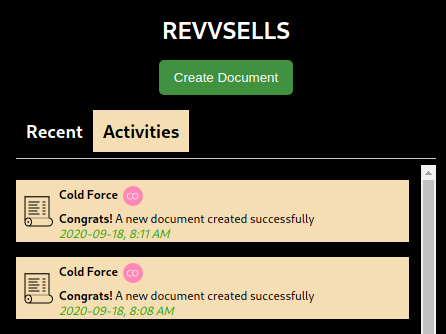 REVVSELLS
Create Document
Recent
Activities
Cold Force CO
Congrats! A new document created successfully
2020-09-18, 8:11 AM
Cold Force CO
Congrats! A new document created successfully
2020-09-18, 8:08 AM